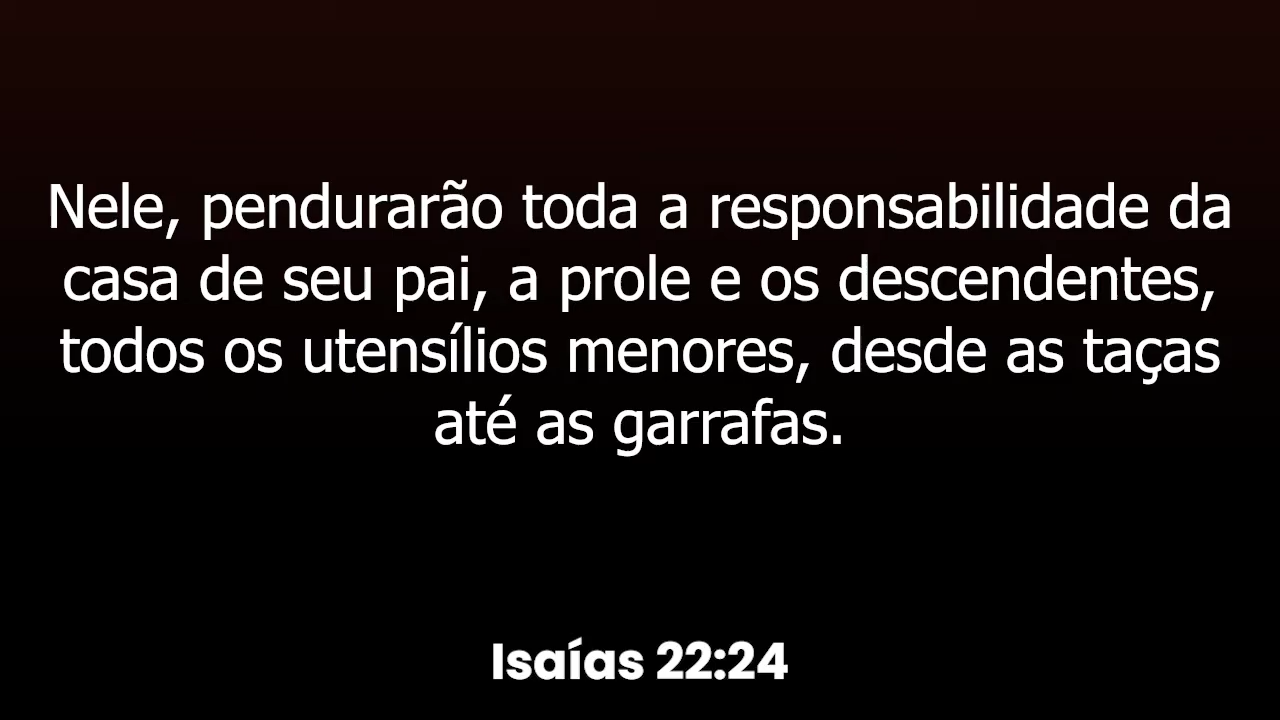 Nele, pendurarão toda a responsabilidade da
casa de seu pai, a prole e os descendentes,
todos os utensílios menores, desde as taças
até as garrafas.
Isaías 22:24